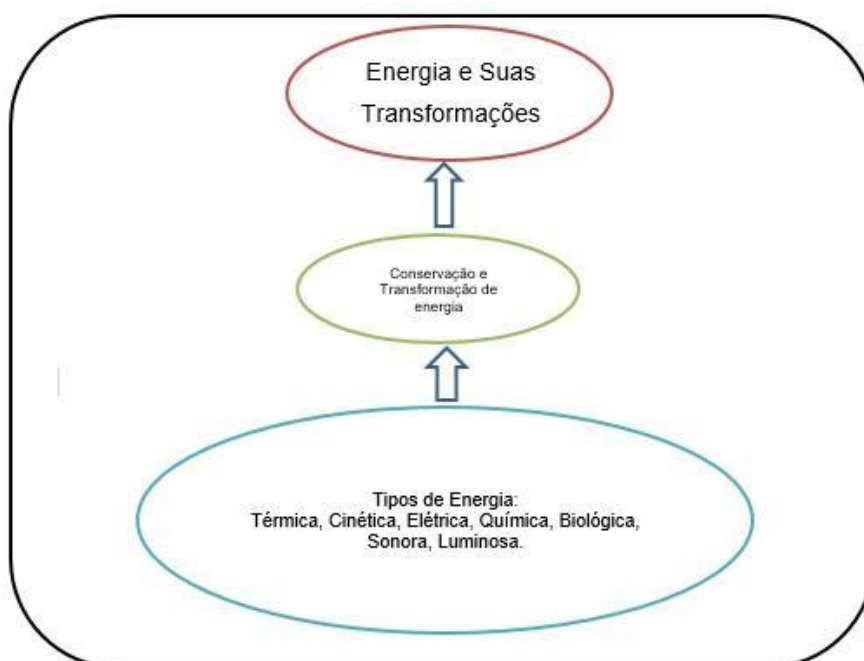 Energia e Suas
Transformações
Conservação e
Transformação de
energia
Tipos de Energia:
Térmica, Cinética, Elétrica, Química, Biológica,
Sonora, Luminosa.